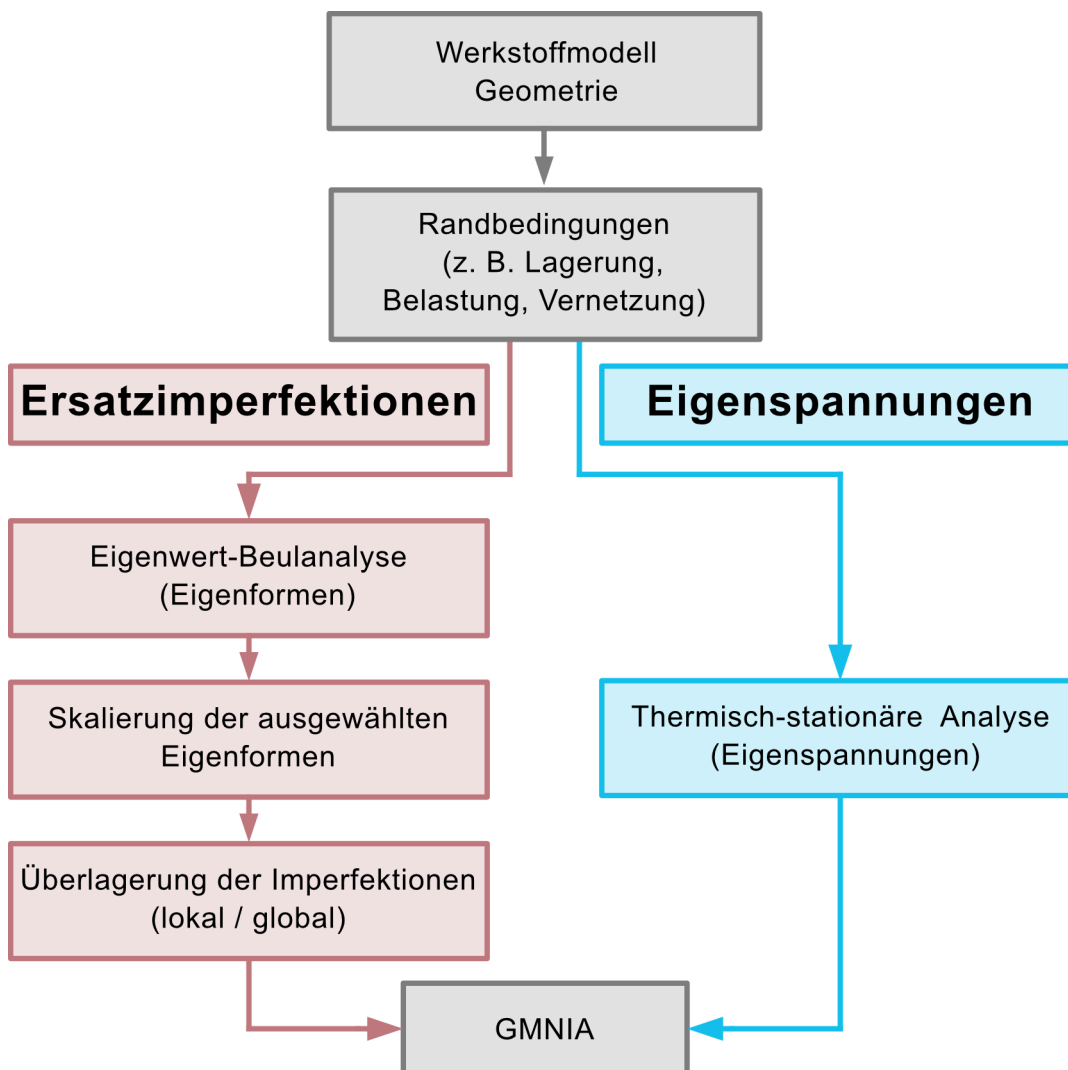 Werkstoffmodell
Geometrie
Randbedingungen
(z. B. Lagerung,
Belastung, Vernetzung)
Ersatzimperfektionen
Eigenspannungen
Eigenwert-Beulanalyse
(Eigenformen)
Skalierung der ausgewählten
Eigenformen
Thermisch-stationäre Analyse
(Eigenspannungen)
Überlagerung der Imperfektionen
(lokal / global)
GMNIA